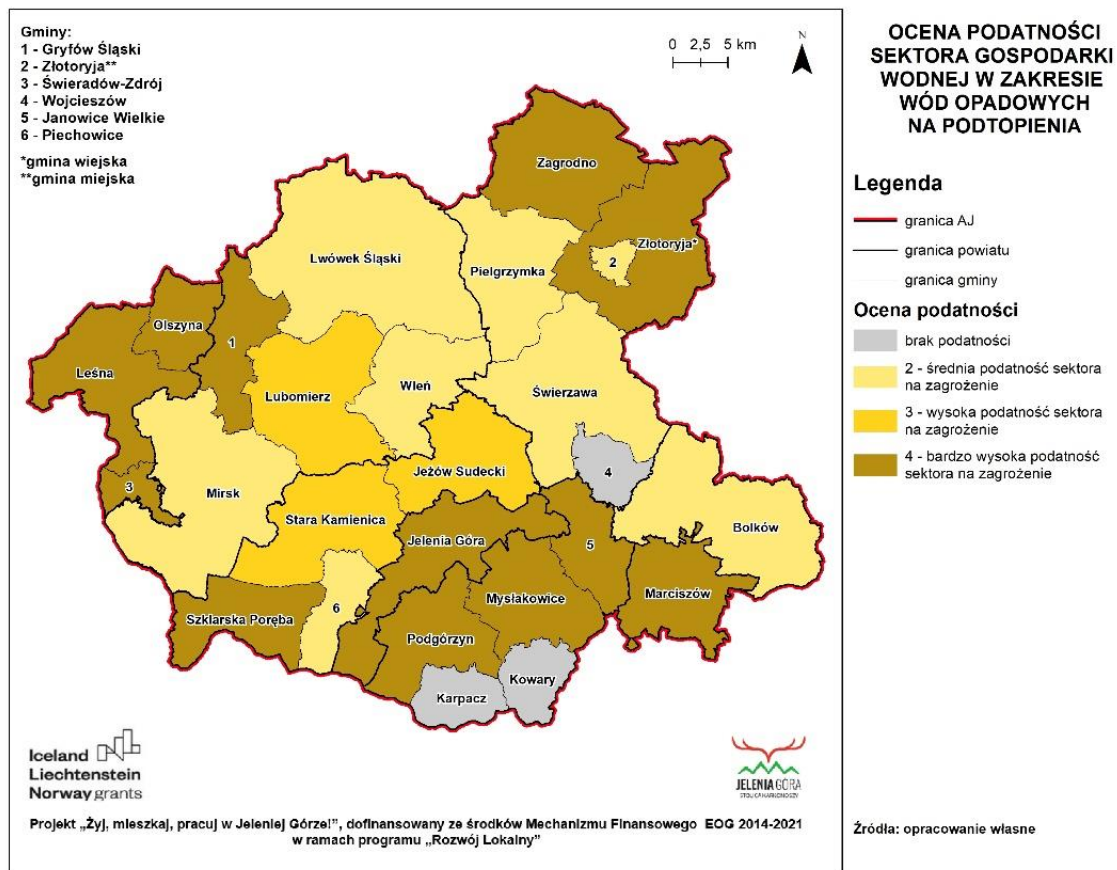 Gminy:
1 - Gryfów Śląski
2 - Złotoryja**
3 - Świeradów-Zdrój
4 - Wojcieszów
5 - Janowice Wielkie
6 - Piechowice
*gmina wiejska
**gmina miejska
0 2,5 5 km
N
Zagrodno
Złotoryja*
2
Lwówek Śląski
Pielgrzymka
Olszyna
1
Leśna
Lubomierz
Wleń
Świerzawa
Jeżów Sudecki
4
3
Mirsk
Stara Kamienica
Bolków
Jelenia Góra
5
Mysłakowice
Marciszów
6
Szklarska Poręba
Podgórzyn
Kowary
Karpacz
Iceland
Liechtenstein
Norway grants
JELENIA GÓRA
STOLICA KARKONOSZY
Projekt „Żyj, mieszkaj, pracuj w Jeleniej Górze!”, dofinansowany ze środków Mechanizmu Finansowego EOG 2014-2021
w ramach programu „Rozwój Lokalny”
OCENA PODATNOŚCI
SEKTORA GOSPODARKI
WODNEJ W ZAKRESIE
WÓD OPADOWYCH
NA PODTOPIENIA
Legenda
granica AJ
granica powiatu
granica gminy
Ocena podatności
brak podatności
2 - średnia podatność sektora
na zagrożenie
3 - wysoka podatność sektora
na zagrożenie
4 - bardzo wysoka podatność
sektora na zagrożenie
Źródła: opracowanie własne